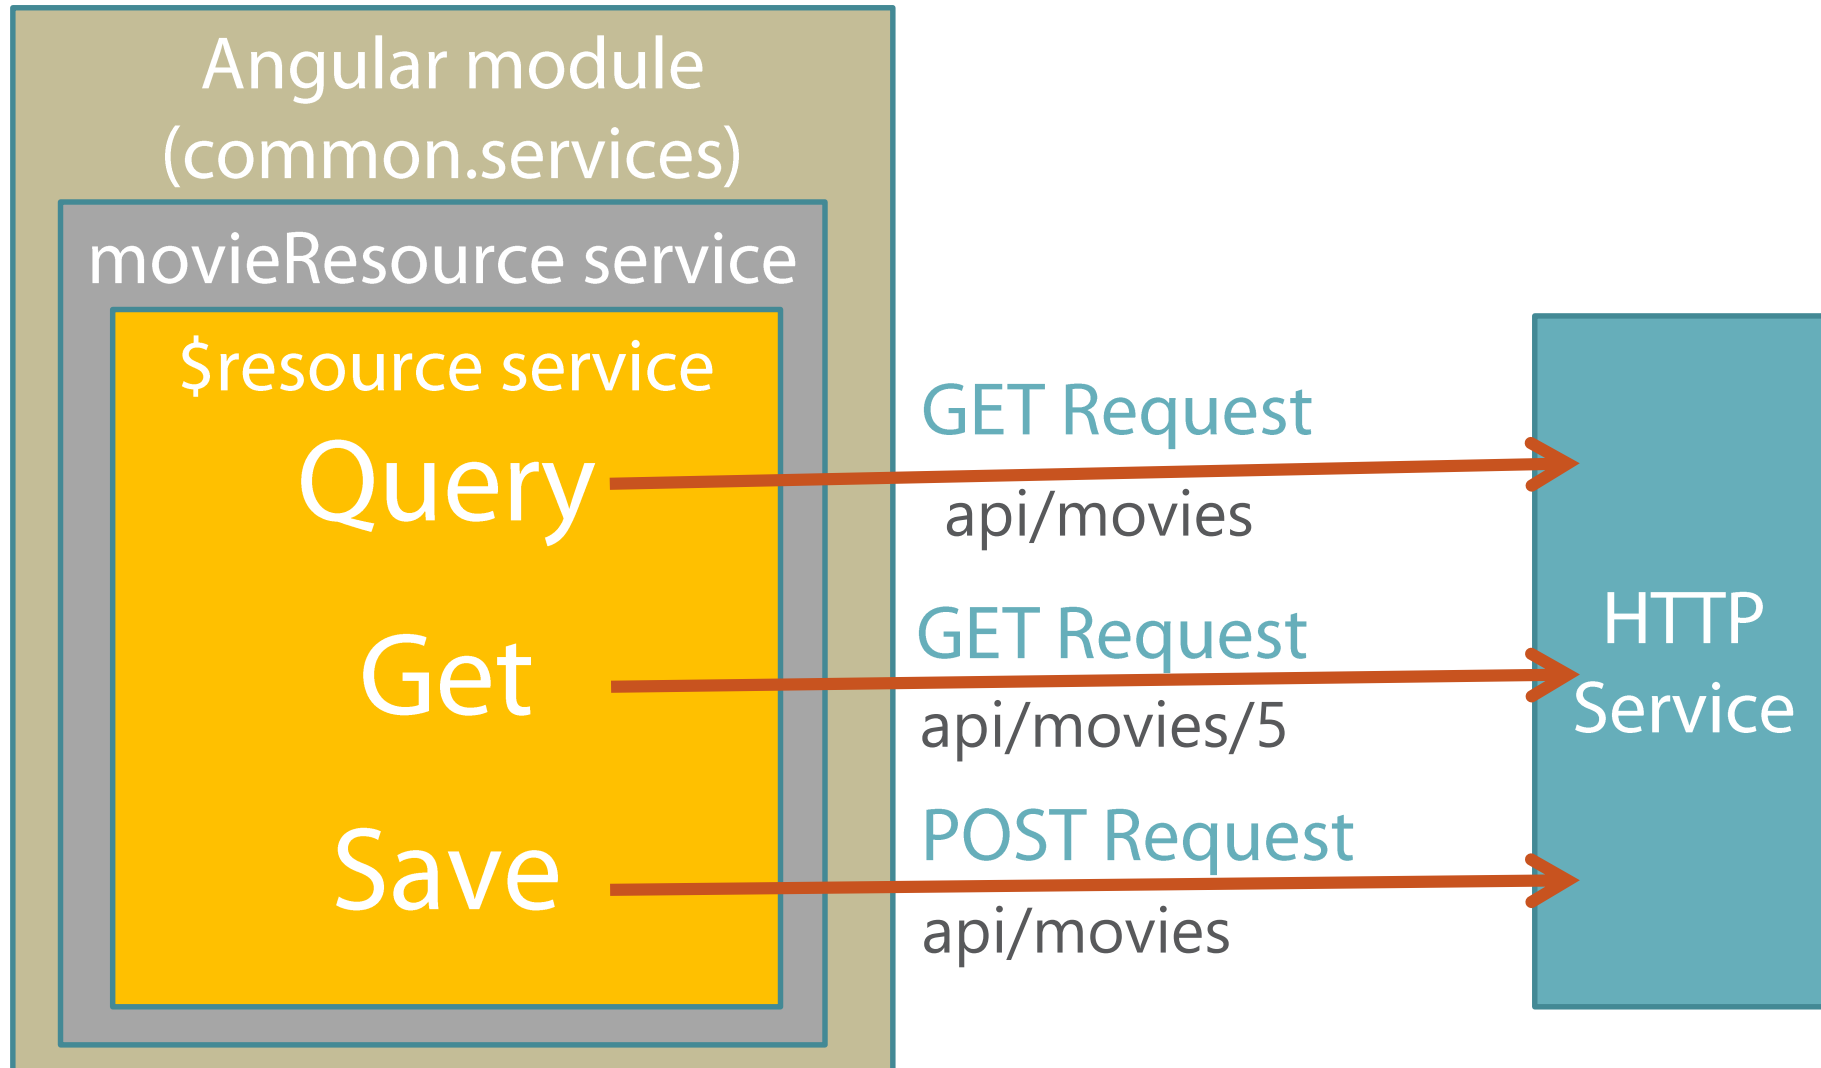 Angular module
(common.services)
movieResource service
$resource service
Query
GET Request
api/movies
Get
GET Request
api/movies/5
Save
POST Request
api/movies
HTTP
Service